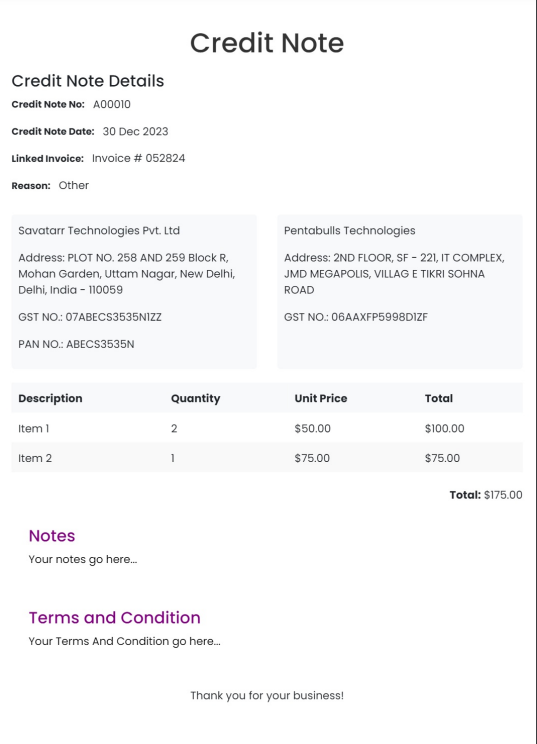 Credit Note
Credit Note Details
Credit Note No: A00010
Credit Note Date: 30 Dec 2023
Linked Invoice: Invoice # 052824
Reason: Other
Savatarr Technologies Pvt. Ltd
Address: PLOT NO. 258 AND 259 Block R,
Mohan Garden, Uttam Nagar, New Delhi,
Delhi, India - 110059
GST NO.: 07ABECS3535N1ZZ
PAN NO.: ABECS3535N
Pentabulls Technologies
Address: 2ND FLOOR, SF - 221, IT COMPLEX,
JMD MEGAPOLIS, VILLAG E TIKRI SOHNA
ROAD
GST NO.: 06AAXFP5998D1ZF
Description Quantity Unit Price Total
Item 1 2 $50.00 $100.00
Item 2 1 $75.00 $75.00
Total: $175.00
Notes
Your notes go here...
Terms and Condition
Your Terms And Condition go here...
Thank you for your business!